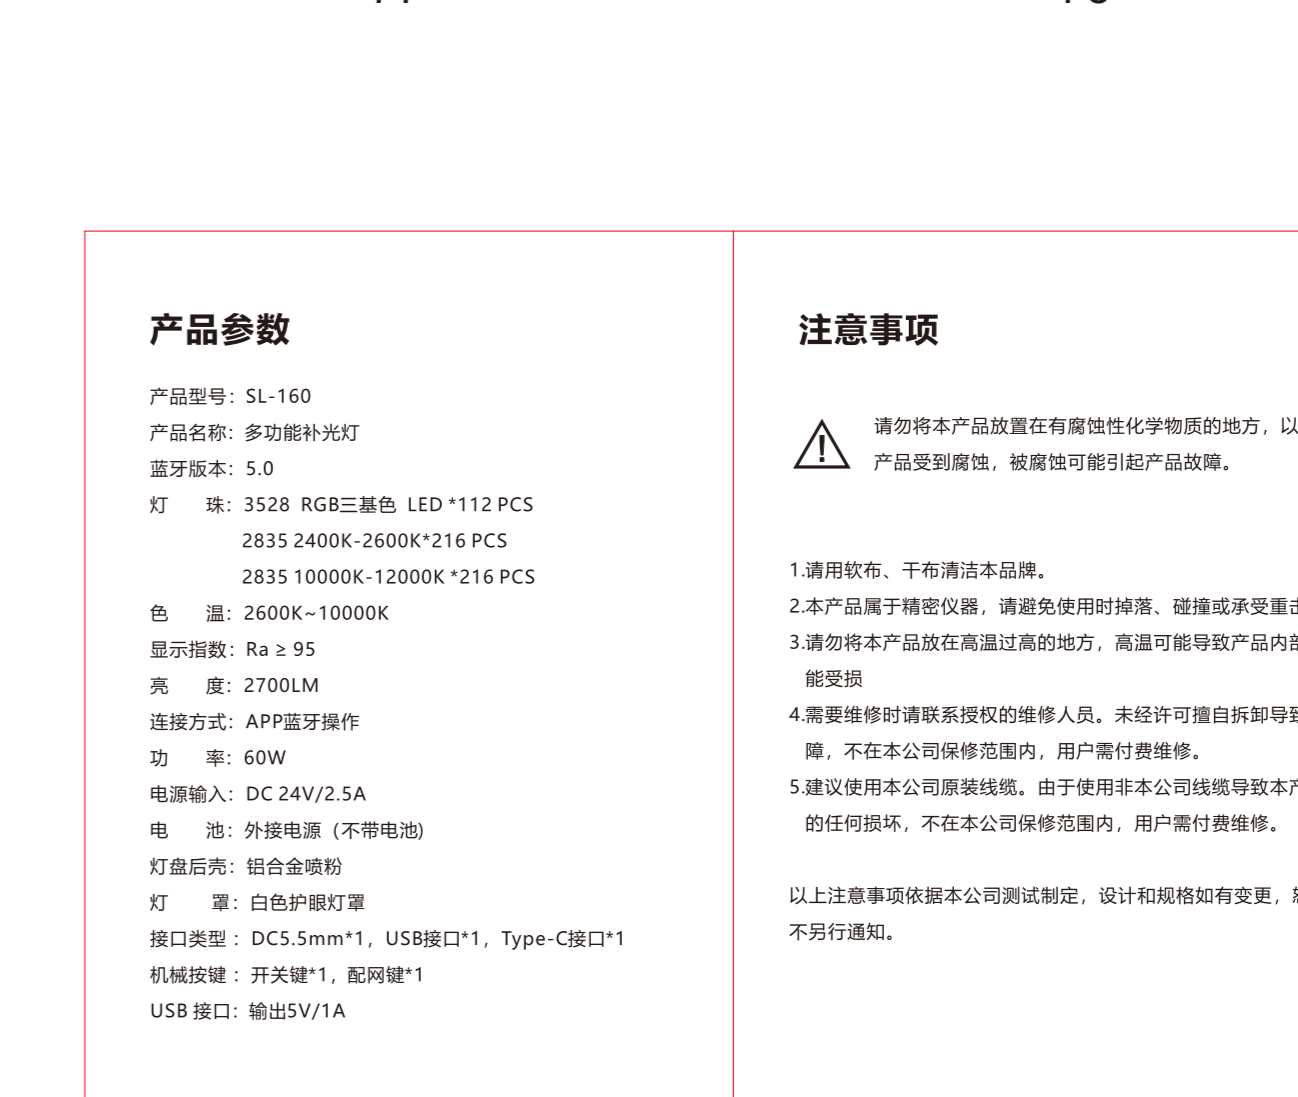 产品参数
产品型号：SL-160
产品名称：多功能补光灯
蓝牙版本：5.0
灯 珠：3528 RGB三基色 LED *112 PCS
2835 2400K-2600K*216 PCS
2835 10000K-12000K *216 PCS
色 温：2600K~10000K
显示指数：Ra ≥ 95
亮 度：2700LM
连接方式：APP蓝牙操作
功 率：60W
电源输入：DC 24V/2.5A
电 池：外接电源（不带电池)
灯盘后壳：铝合金喷粉
灯 罩：白色护眼灯罩
接口类型 ：DC5.5mm*1，USB接口*1，Type-C接口*1
机械按键 ：开关键*1，配网键*1
USB 接口：输出5V/1A
注意事项
请勿将本产品放置在有腐蚀性化学物质的地方，以
产品受到腐蚀，被腐蚀可能引起产品故障。
1.请用软布、干布清洁本品牌。
2.本产品属于精密仪器，请避免使用时掉落、碰撞或承受重
3.请勿将本产品放在高温过高的地方，高温可能导致产品内
能受损
4.需要维修时请联系授权的维修人员。未经许可擅自拆卸导
障，不在本公司保修范围内，用户需付费维修。
5.建议使用本公司原装线缆。由于使用非本公司线缆导致本
的任何损坏，不在本公司保修范围内，用户需付费维修。
以上注意事项依据本公司测试制定，设计和规格如有变更，
不另行通知。